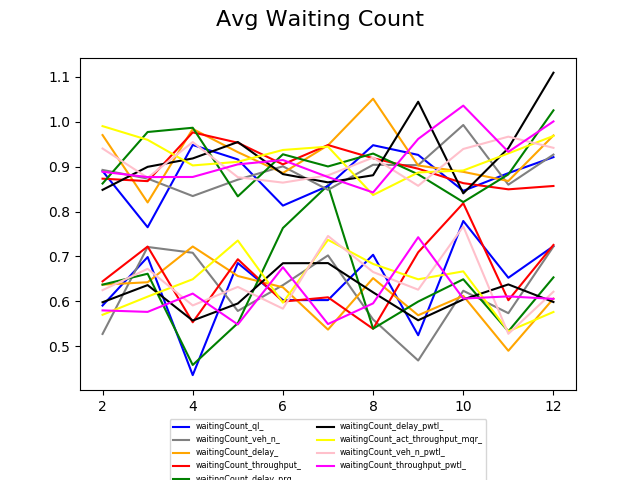 Avg Waiting Count
1.1
1.0
0.9
0.8
0.7
0.6
0.5
2 4 6 8 10 12
waitingCount_ql_
waitingCount_veh_n_
waitingCount_delay_
waitingCount_throughput_
waitingCount_delay_pwtl_
waitingCount_act_throughput_mqr_
waitingCount_veh_n_pwtl_
waitingCount_throughput_pwtl_